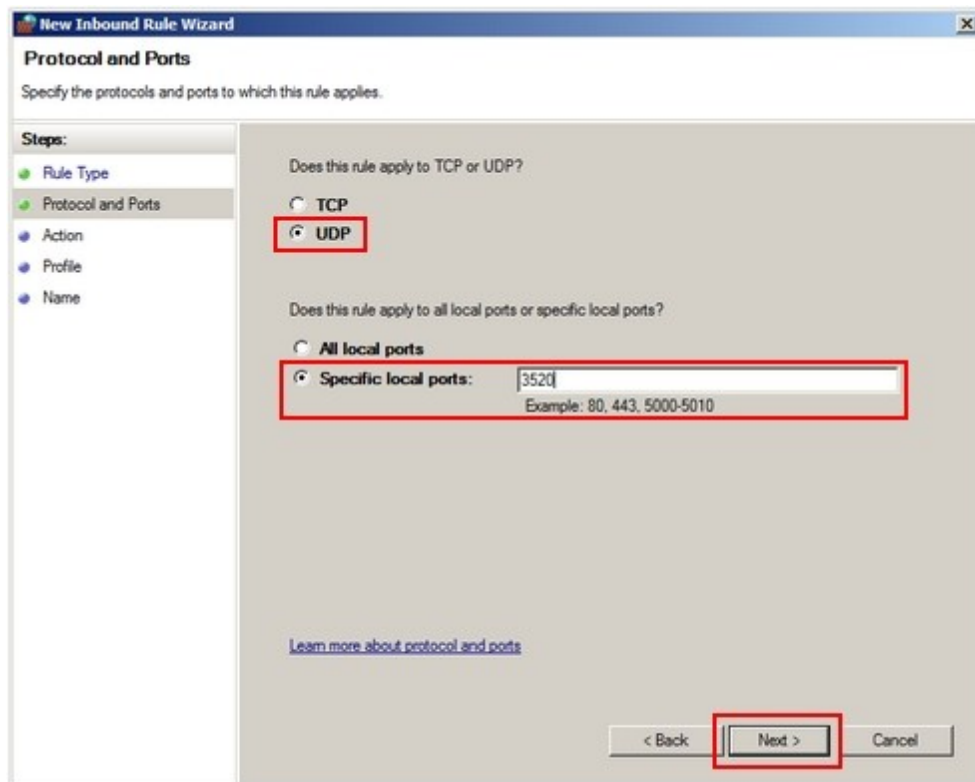 New Inbound Rule Wizard
Protocol and Ports
Specify the protocols and ports to which this rule applies.
Steps:
Rule Type
Protocol and Ports
Action
Profile
Name
Does this rule apply to TCP or UDP?
TCP
UDP
Does this rule apply to all local ports or specific local ports?
All local ports
Specific local ports: 3520
Example: 80, 443, 5000-5010
Learn more about protocol and ports
< Back Next > Cancel